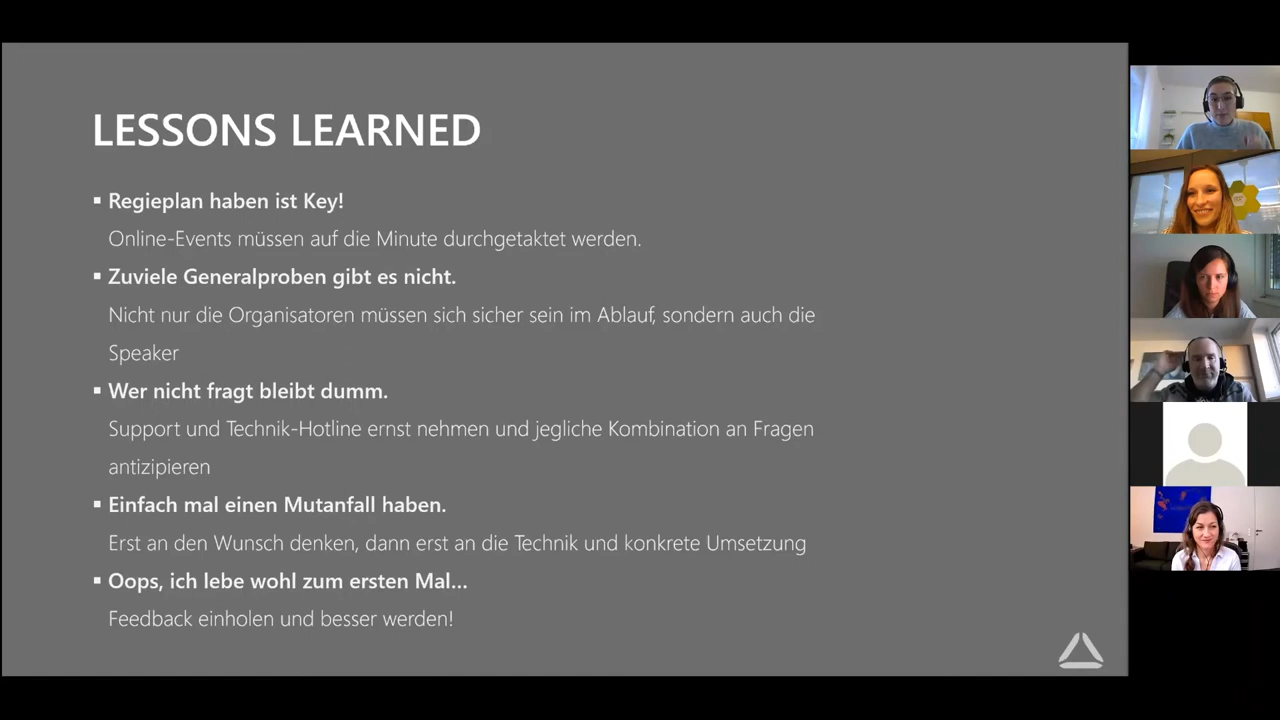 LESSONS LEARNED
▪ Regieplan haben ist Key!
Online-Events müssen auf die Minute durchgetaktet werden.
▪ Zuviele Generalproben gibt es nicht.
Nicht nur die Organisatoren müssen sich sicher sein im Ablauf, sondern auch die
Speaker
▪ Wer nicht fragt bleibt dumm.
Support und Technik-Hotline ernst nehmen und jegliche Kombination an Fragen
antizipieren
▪ Einfach mal einen Mutanfall haben.
Erst an den Wunsch denken, dann erst an die Technik und konkrete Umsetzung
▪ Oops, ich lebe wohl zum ersten Mal...
Feedback einholen und besser werden!